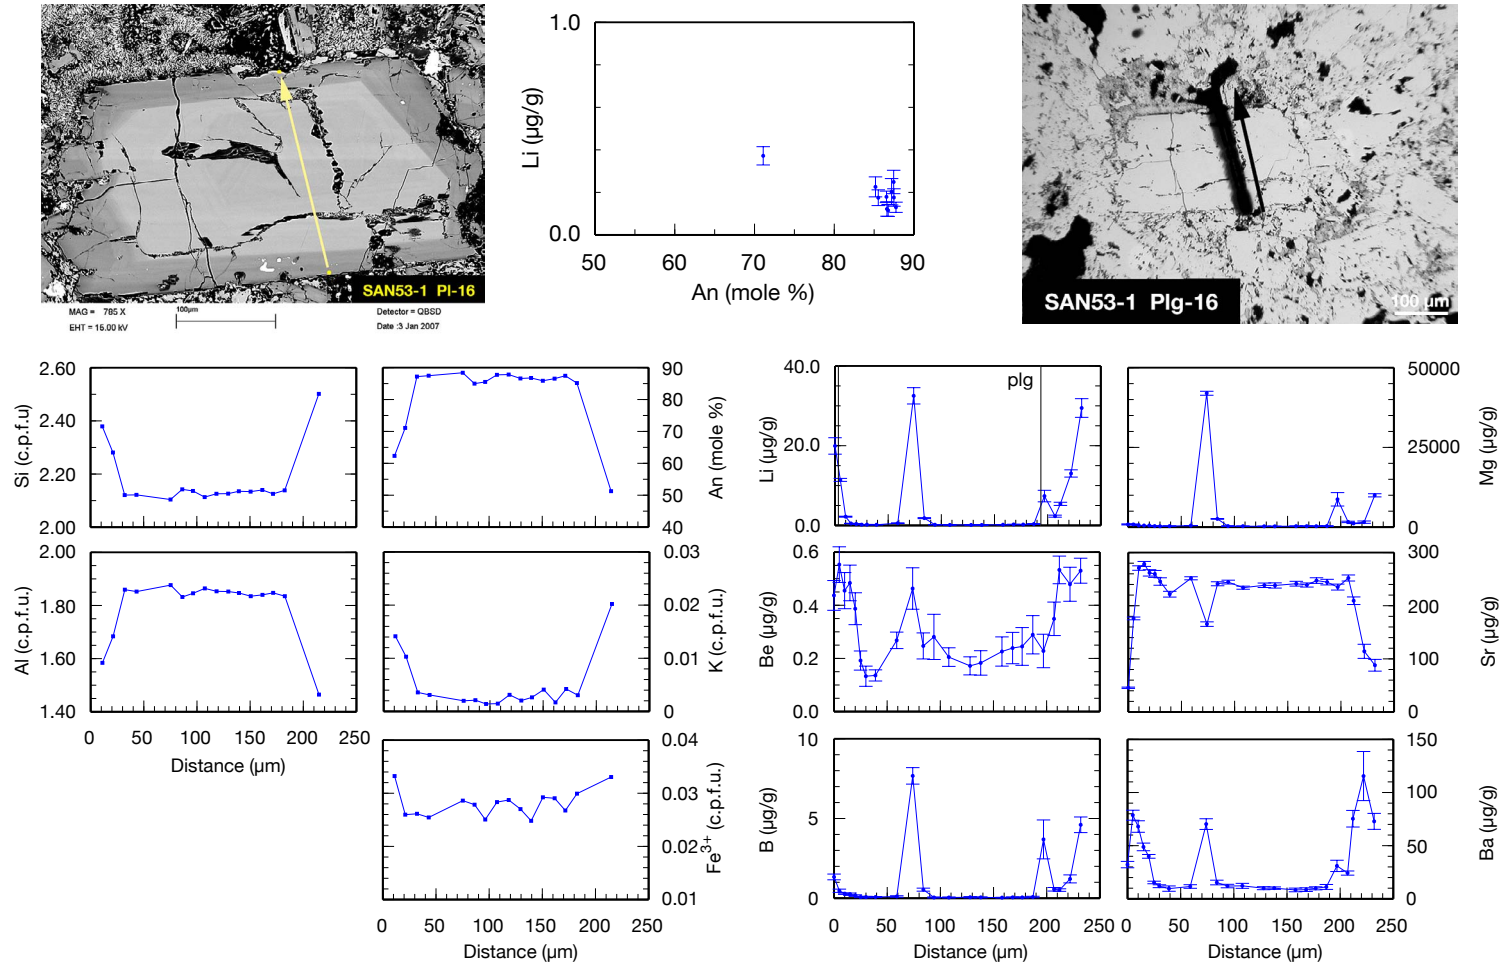 SAN53-1 Pl-16
MAG = 785 X
EHT = 15.00 kV
100µm
Detector = QBSD
Date :3 Jan 2007
1.0
Li (µg/g)
0.0
50 60 70 80 90
An (mole %)
SAN53-1 Plg-16
100 µm
2.60
2.40
2.20
2.00
Si (c.p.f.u)
90
80
70
60
50
40
An (mole %)
2.00
1.80
1.60
1.40
Al (c.p.f.u.)
0 50 100 150 200 250
Distance (µm)
0.03
0.02
0.01
0
K (c.p.f.u.)
0.04
0.03
0.02
0.01
Fe3+ (c.p.f.u.)
0 50 100 150 200 250
Distance (µm)
40.0
20.0
0.0
Li (µg/g)
plg
50000
25000
0
Mg (µg/g)
0.6
0.4
0.2
0.0
Be (µg/g)
300
200
100
0
Sr (µg/g)
10
5
0
B (µg/g)
0 50 100 150 200 250
Distance (µm)
150
100
50
0
Ba (µg/g)
0 50 100 150 200 250
Distance (µm)